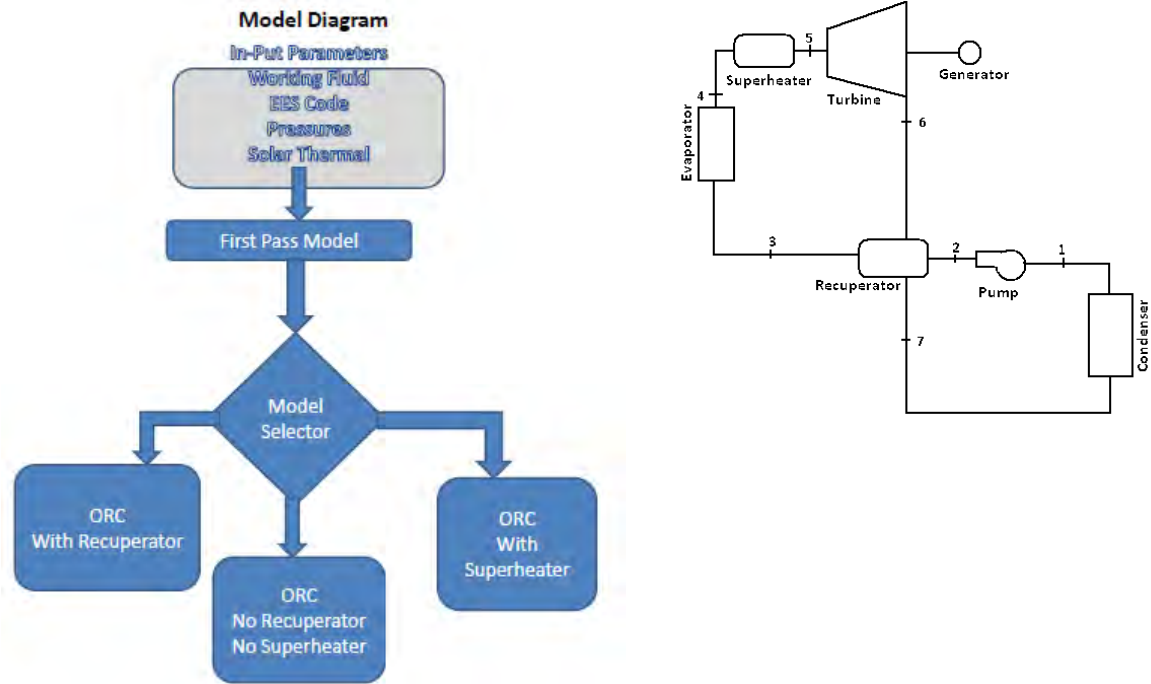 Model Diagram
In-Put Parameters
Working Fluid
EES Code
Pressures
Solar Thermal
First Pass Model
Model
Selector
ORC
With Recuperator
ORC
No Recuperator
No Superheater
ORC
With
Superheater
5
Superheater
Turbine
Generator
4
Evaporator
6
3
Recuperator
2
Pump
1
Condenser
7